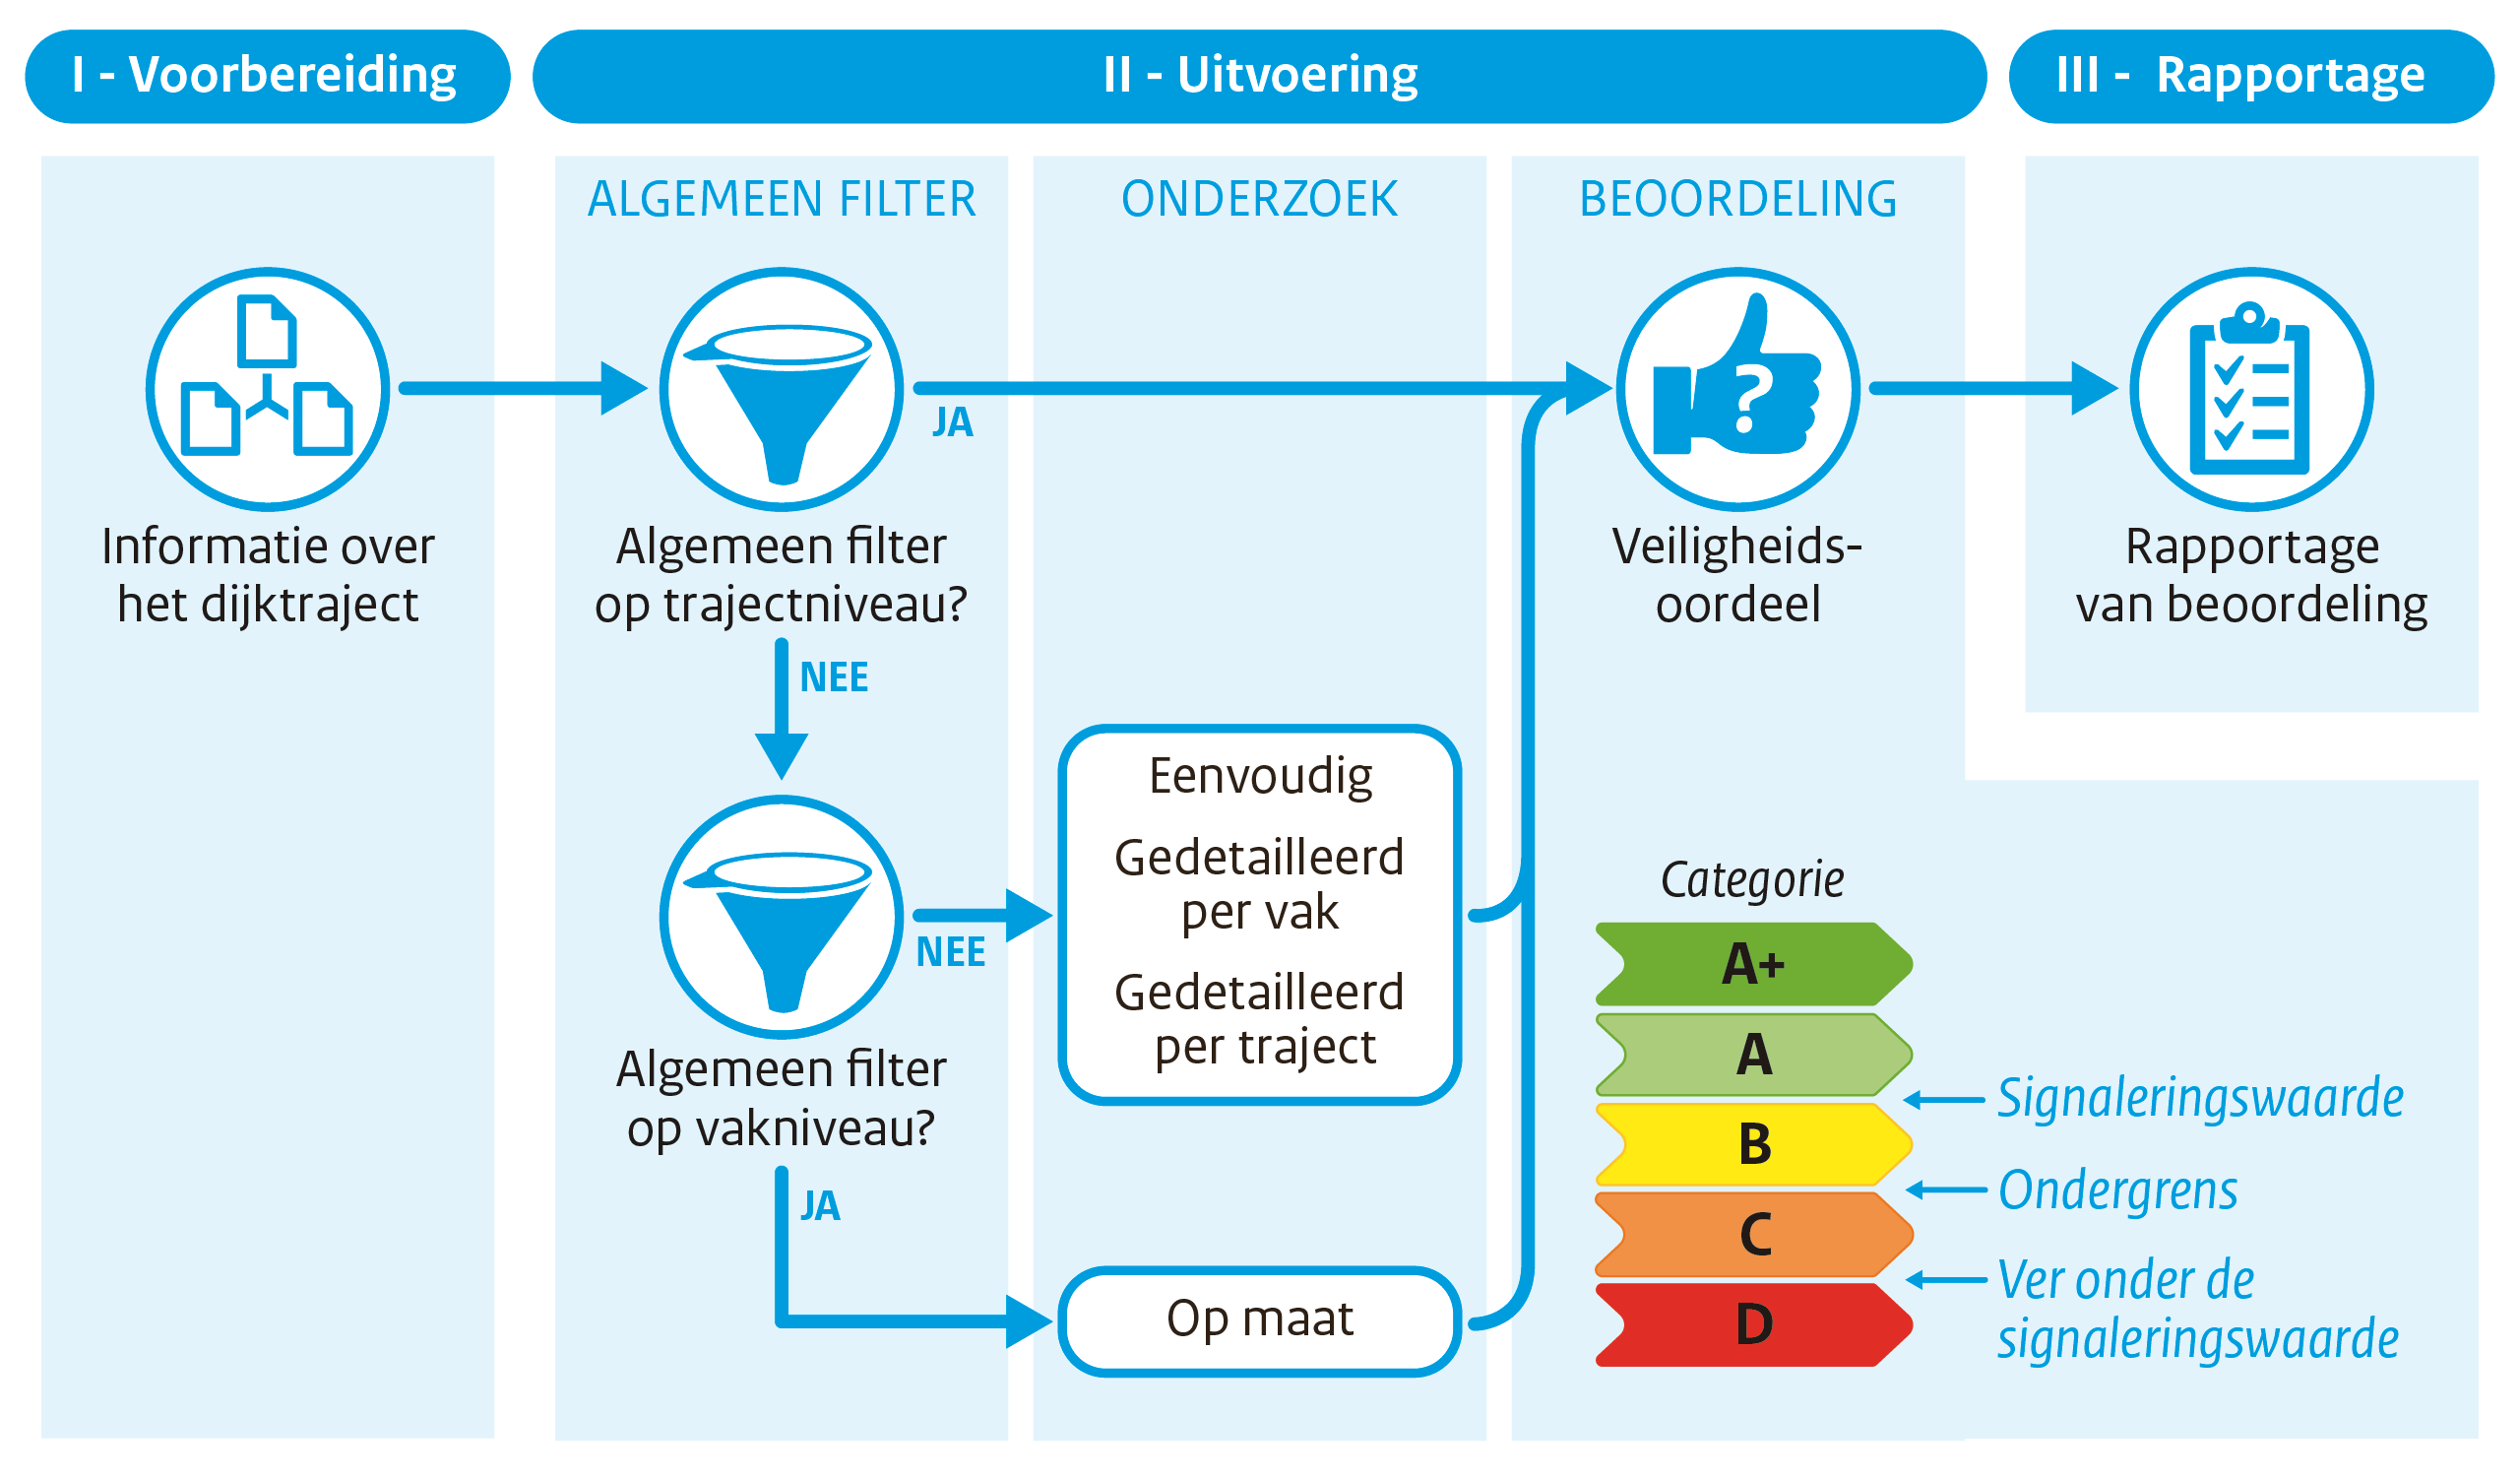 I - Voorbereiding
II - Uitvoering
III - Rapportage
ALGEMEEN FILTER
ONDERZOEK
BEOORDELING
?
JA
Informatie over
het dijktraject
Algemeen filter
op trajectniveau?
Veiligheids-
oordeel
Rapportage
van beoordeling
NEE
Eenvoudig
Gedetailleerd
per vak
Gedetailleerd
per traject
NEE
Algemeen filter
op vakniveau?
JA
Op maat
Categorie
A+
A
Signaleringswaarde
B
Ondergrens
C
Ver onder de
signaleringswaarde
D